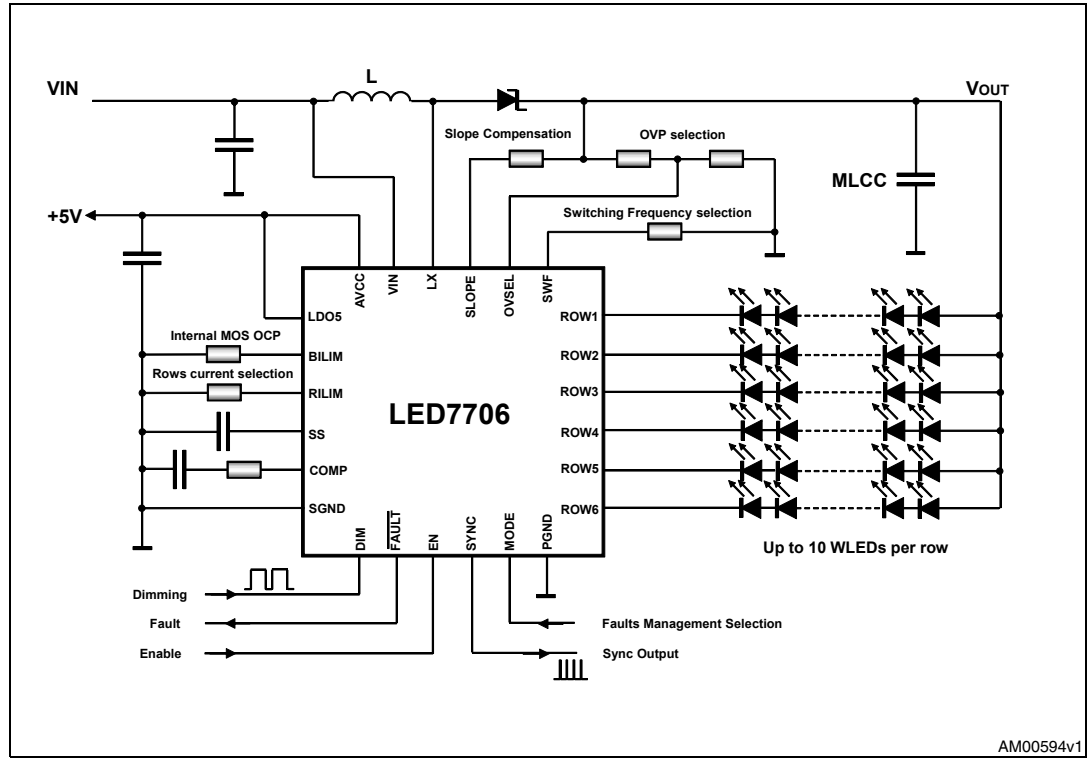 L
VIN
VOUT
Slope Compensation
OVP selection
MLCC
+5V
Switching Frequency selection
AVCC
VIN
LX
SLOPE
OVSEL
SWF
LDO5
ROW1
Internal MOS OCP
BILIM
ROW2
Rows current selection
RILIM
ROW3
LED7706
SS
ROW4
COMP
ROW5
SGND
ROW6
DIM
FAULT
EN
SYNC
MODE
PGND
Up to 10 WLEDs per row
Dimming
Fault
Faults Management Selection
Enable
Sync Output
AM00594v1